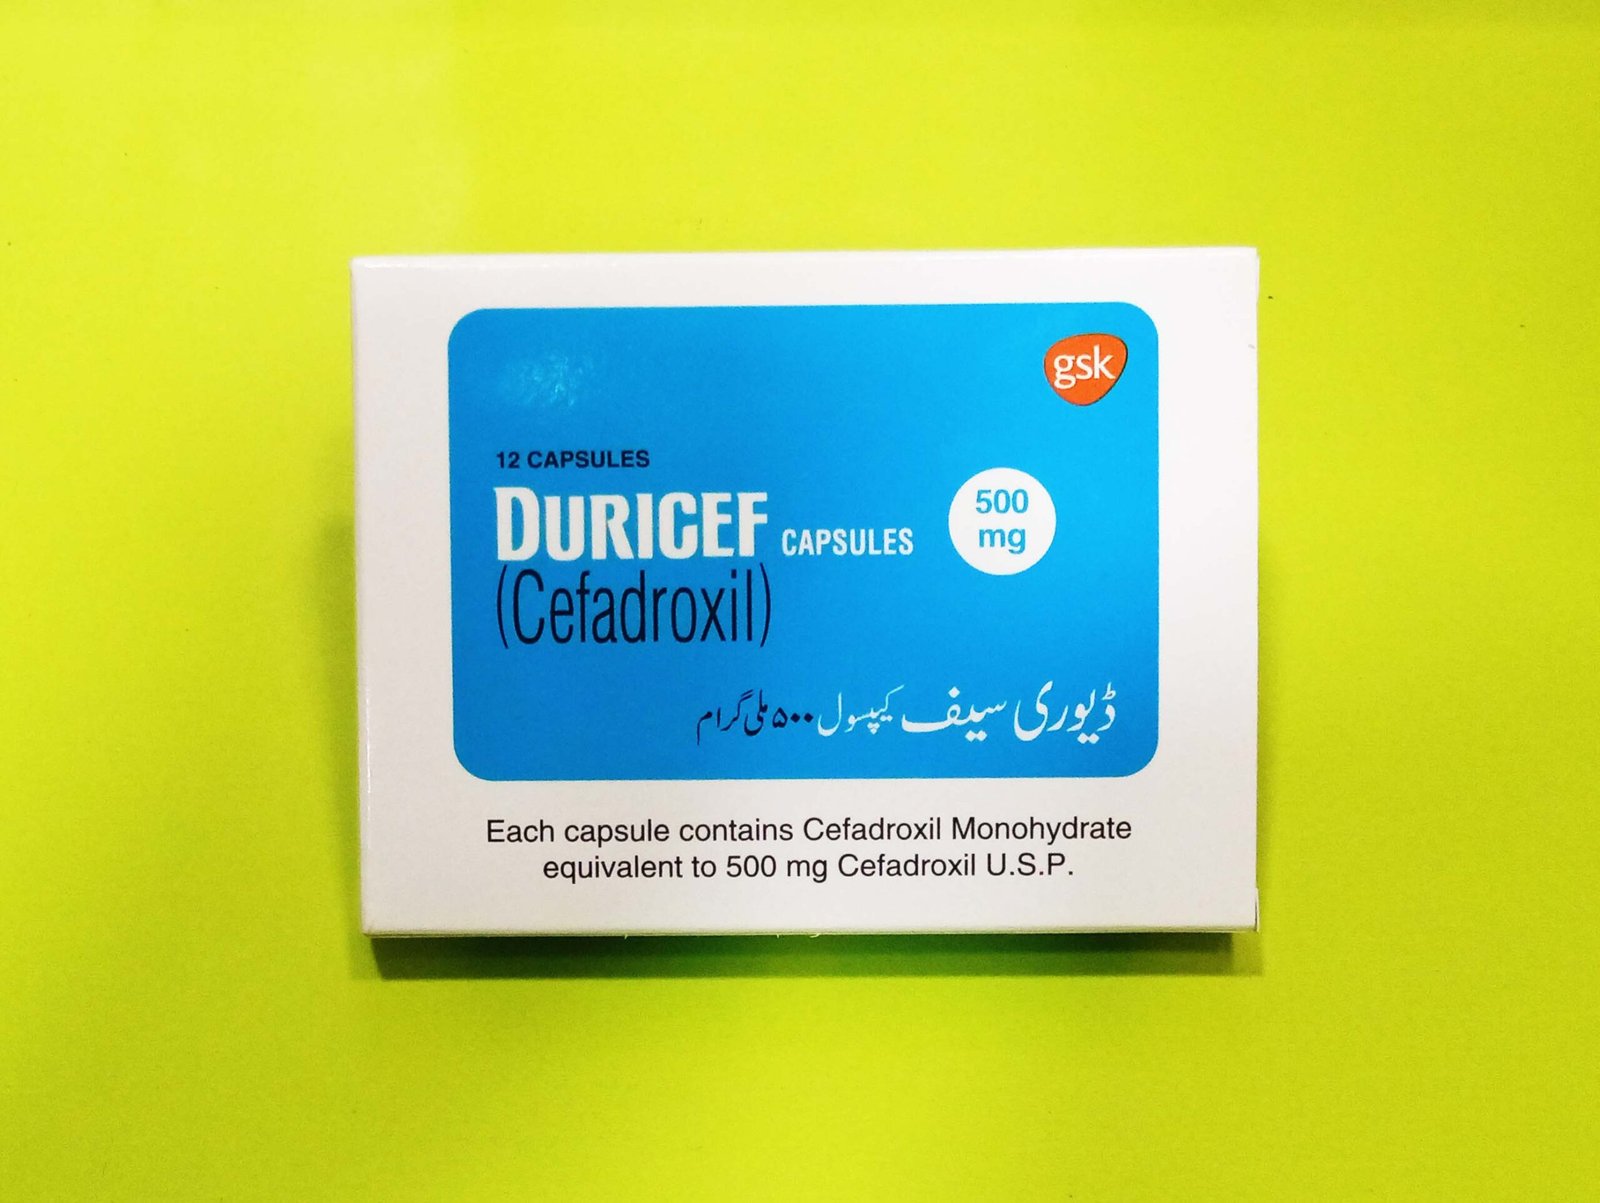 gsk
12 CAPSULES
DURICEF CAPSULES
500
mg
(Cefadroxil)
ڈیوری سیف کیپسول ۵۰۰ ملی گرام
Each capsule contains Cefadroxil Monohydrate
equivalent to 500 mg Cefadroxil U.S.P.